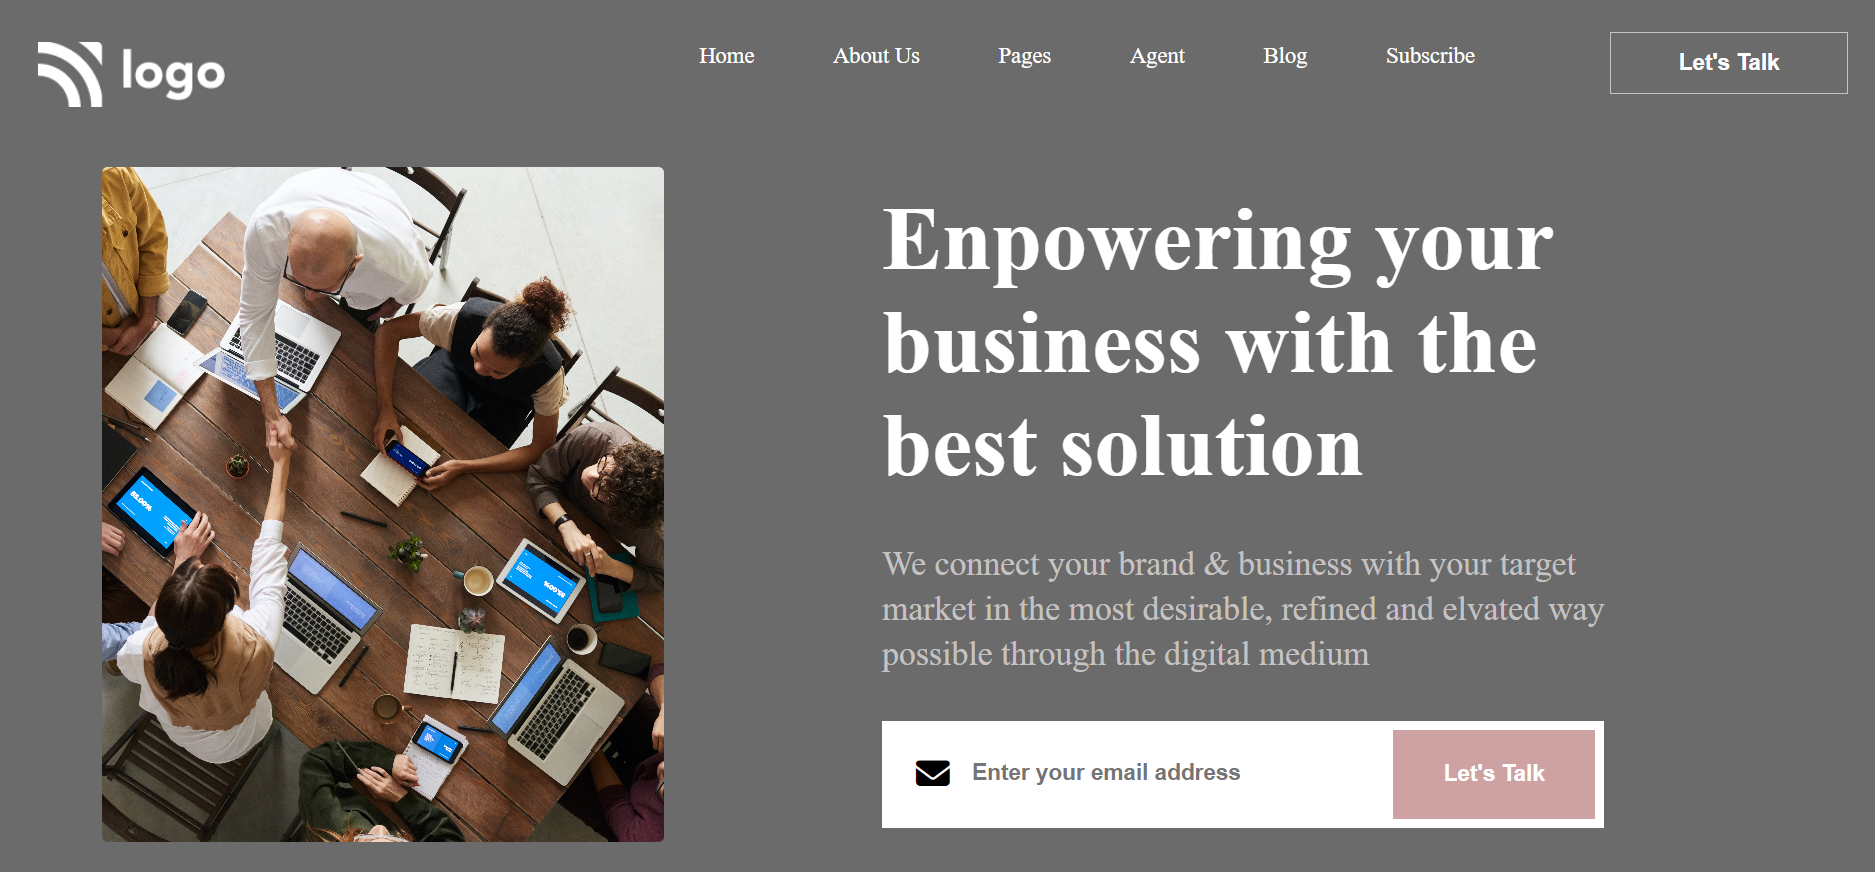 logo
Home About Us Pages Agent Blog Subscribe Let's Talk
Enpowering your
business with the
best solution
We connect your brand & business with your target
market in the most desirable, refined and elvated way
possible through the digital medium
Enter your email address Let's Talk